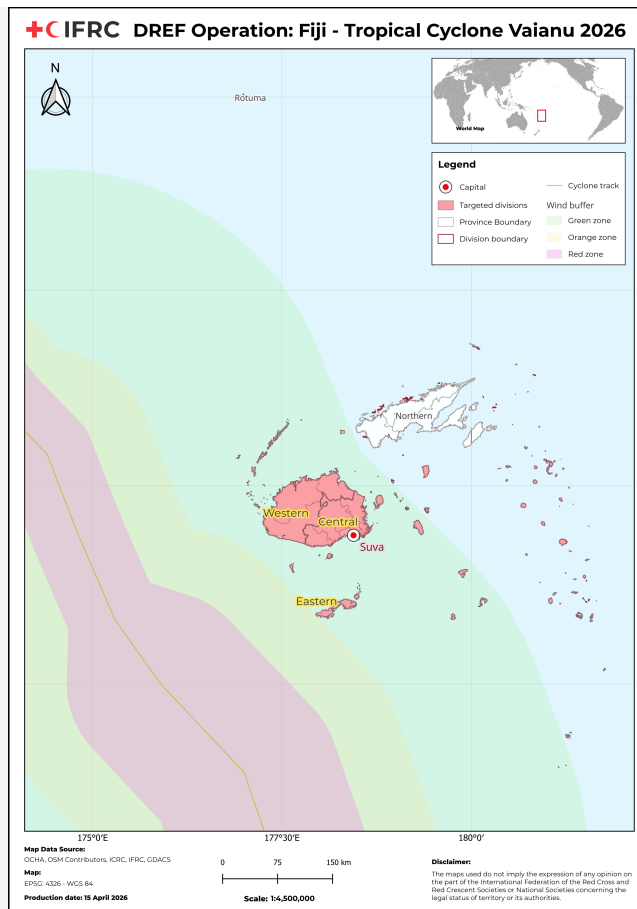 IFRC DREF Operation: Fiji - Tropical Cyclone Vaianu 2026
N
Rótuma
World Map
Legend
Capital
Targeted divisions
Province Boundary
Division boundary
Cyclone track
Wind buffer
Green zone
Orange zone
Red zone
Northern
Western
Central
Suva
Eastern
175°0'E
177°30'E
180°0'
Map Data Source:
OCHA, OSM Contributors, ICRC, IFRC, GDACS
Map:
EPSG: 4326 - WGS 84
Production date: 15 April 2026
0 75 150 km
Scale: 1:4,500,000
Disclaimer:
The maps used do not imply the expression of any opinion on
the part of the International Federation of the Red Cross and
Red Crescent Societies or National Societies concerning the
legal status of territory or its authorities.